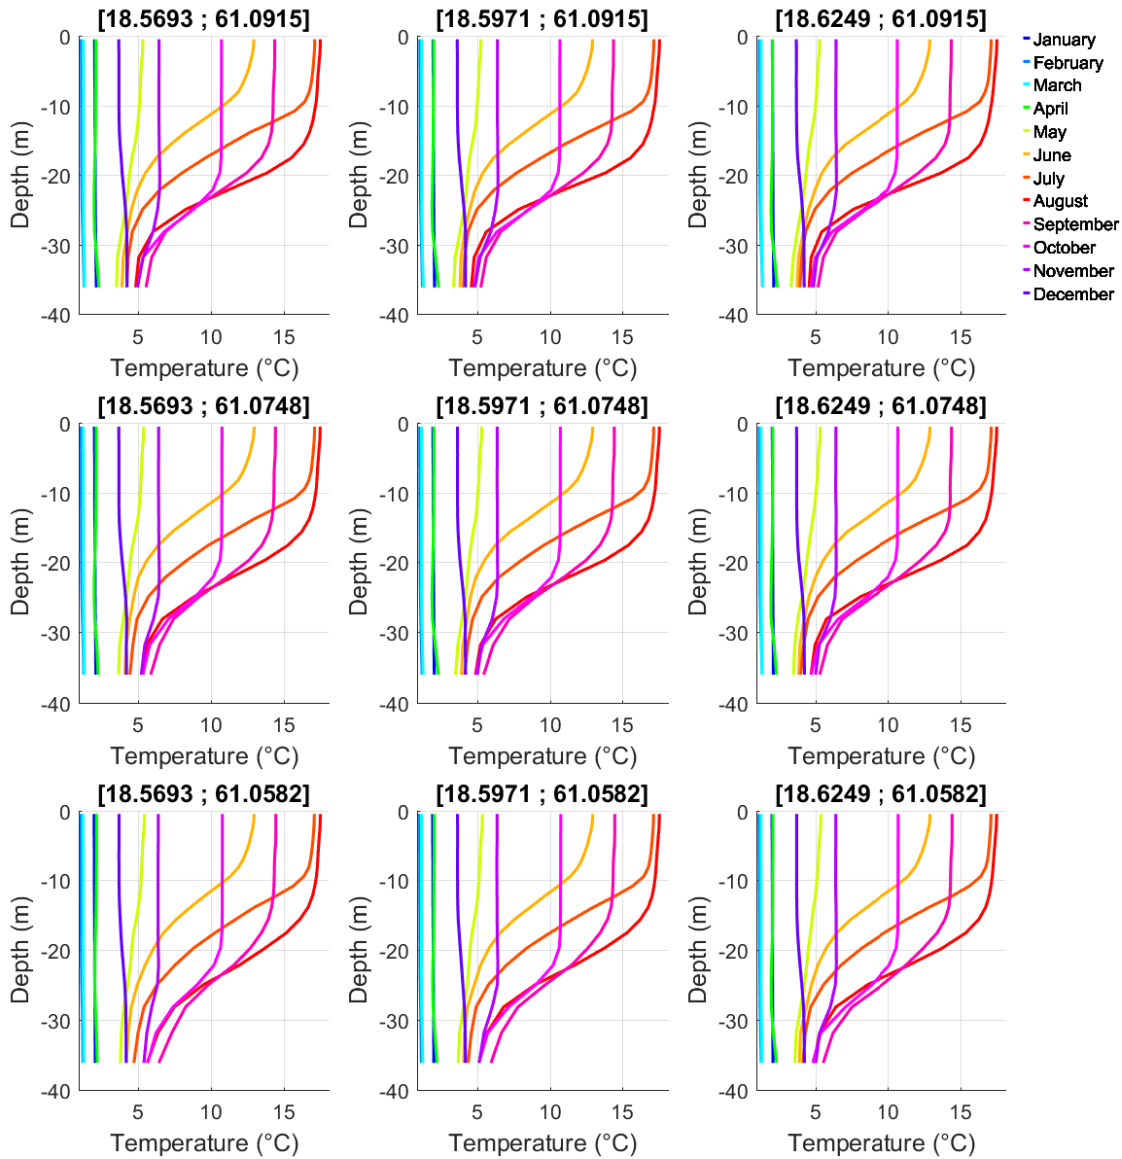 [18.5693 ; 61.0915]
[18.5971 ; 61.0915]
[18.6249 ; 61.0915]
0
-10
-20
-30
-40
Depth (m)
5 10 15
Temperature (°C)
0
-10
-20
-30
-40
Depth (m)
5 10 15
Temperature (°C)
0
-10
-20
-30
-40
Depth (m)
5 10 15
Temperature (°C)
January
February
March
April
May
June
July
August
September
October
November
December
[18.5693 ; 61.0748]
[18.5971 ; 61.0748]
[18.6249 ; 61.0748]
0
-10
-20
-30
-40
Depth (m)
5 10 15
Temperature (°C)
0
-10
-20
-30
-40
Depth (m)
5 10 15
Temperature (°C)
0
-10
-20
-30
-40
Depth (m)
5 10 15
Temperature (°C)
[18.5693 ; 61.0582]
[18.5971 ; 61.0582]
[18.6249 ; 61.0582]
0
-10
-20
-30
-40
Depth (m)
5 10 15
Temperature (°C)
0
-10
-20
-30
-40
Depth (m)
5 10 15
Temperature (°C)
0
-10
-20
-30
-40
Depth (m)
5 10 15
Temperature (°C)